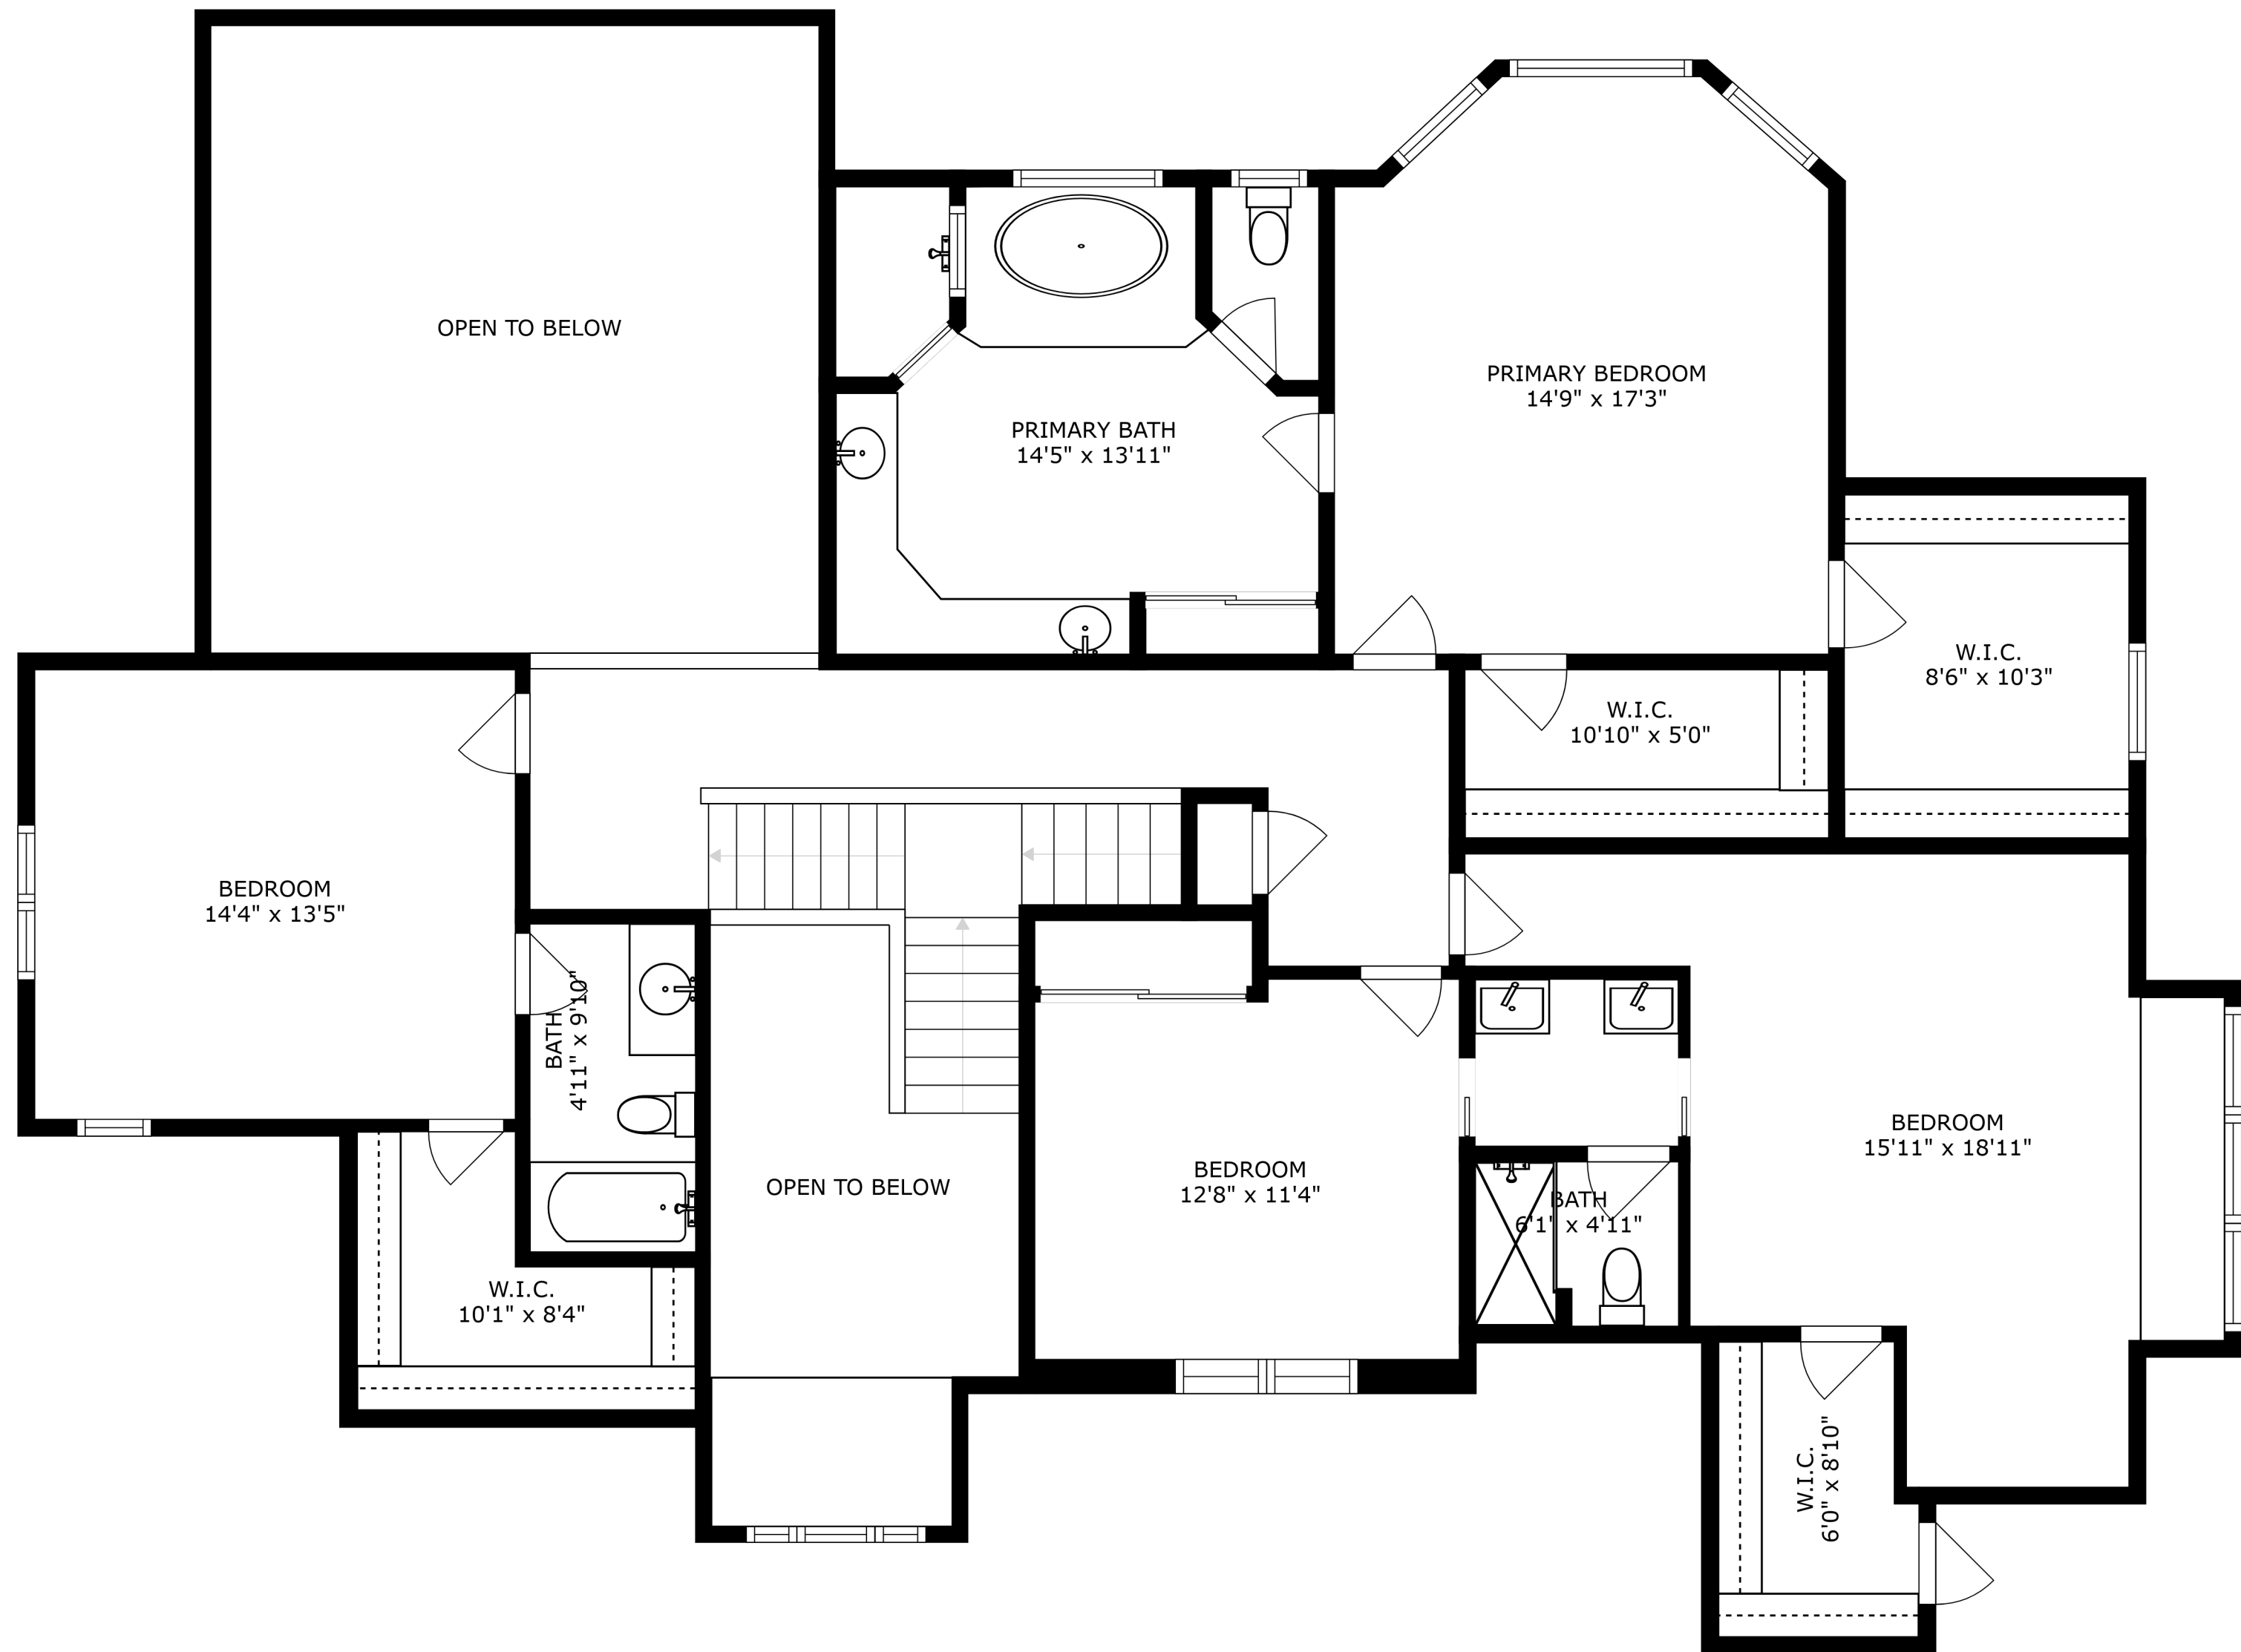 OPEN TO BELOW
PRIMARY BEDROOM
14'9" x 17'3"
PRIMARY BATH
14'5" x 13'11"
W.I.C.
8'6" x 10'3"
W.I.C.
10'10" x 5'0"
BEDROOM
14'4" x 13'5"
BATH
4'11" x 9'10"
OPEN TO BELOW
BEDROOM
12'8" x 11'4"
BATH
6'1" x 4'11"
BEDROOM
15'11" x 18'11"
W.I.C.
10'1" x 8'4"
W.I.C.
6'0" x 8'10"